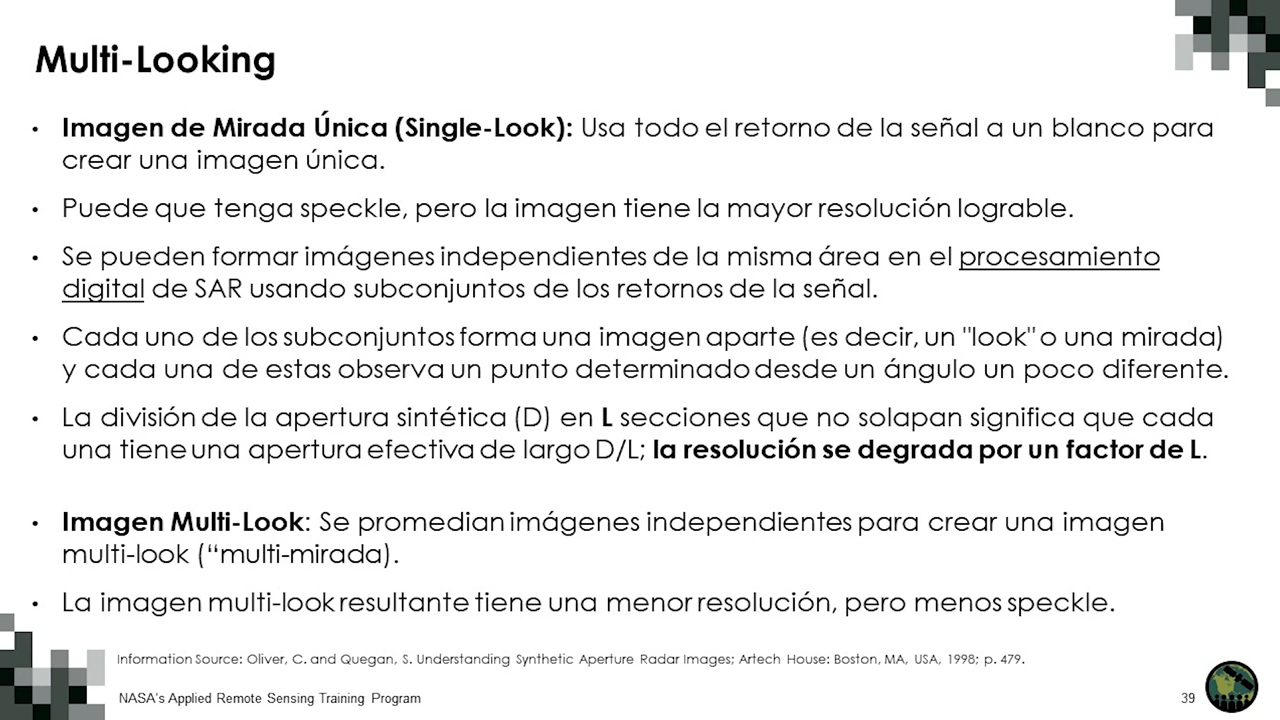 Multi-Looking
• Imagen de Mirada Única (Single-Look): Usa todo el retorno de la señal a un blanco para
crear una imagen única.
• Puede que tenga speckle, pero la imagen tiene la mayor resolución lograble.
• Se pueden formar imágenes independientes de la misma área en el procesamiento
digital de SAR usando subconjuntos de los retornos de la señal.
• Cada uno de los subconjuntos forma una imagen aparte (es decir, un "look" o una mirada)
y cada una de estas observa un punto determinado desde un ángulo un poco diferente.
• La división de la apertura sintética (D) en L secciones que no solapan significa que cada
una tiene una apertura efectiva de largo D/L; la resolución se degrada por un factor de L.
• Imagen Multi-Look: Se promedian imágenes independientes para crear una imagen
multi-look (“multi-mirada).
• La imagen multi-look resultante tiene una menor resolución, pero menos speckle.
Information Source: Oliver, C. and Quegan, S. Understanding Synthetic Aperture Radar Images; Artech House: Boston, MA, USA, 1998; p. 479.
NASA's Applied Remote Sensing Training Program
39